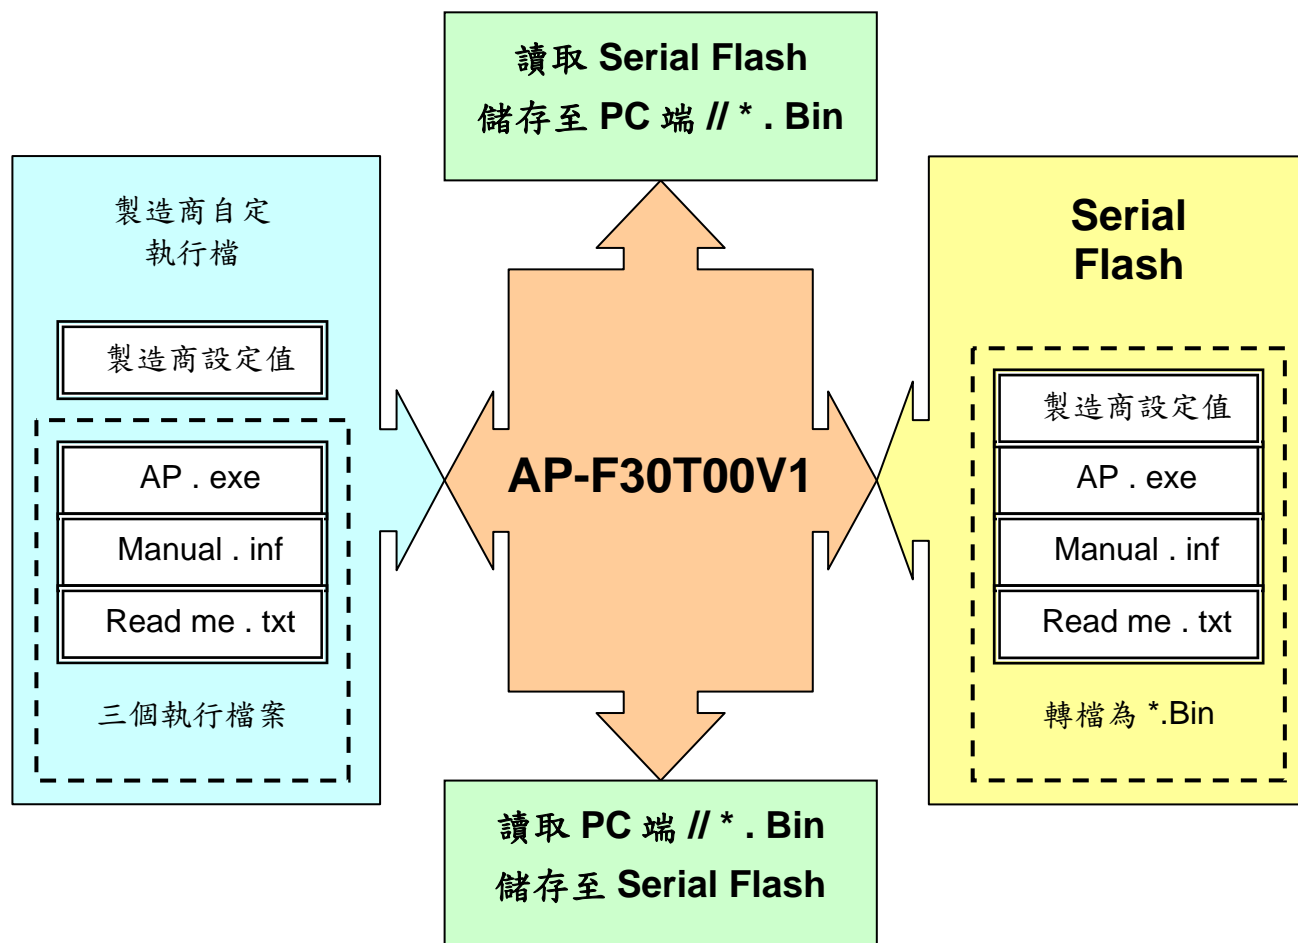 讀取 Serial Flash
儲存至 PC 端 // * . Bin
製造商自定
執行檔
製造商設定值
AP . exe
Manual . inf
Read me . txt
三個執行檔案
AP-F30T00V1
Serial
Flash
製造商設定值
AP . exe
Manual . inf
Read me . txt
轉檔為 *.Bin
讀取 PC 端 // * . Bin
儲存至 Serial Flash